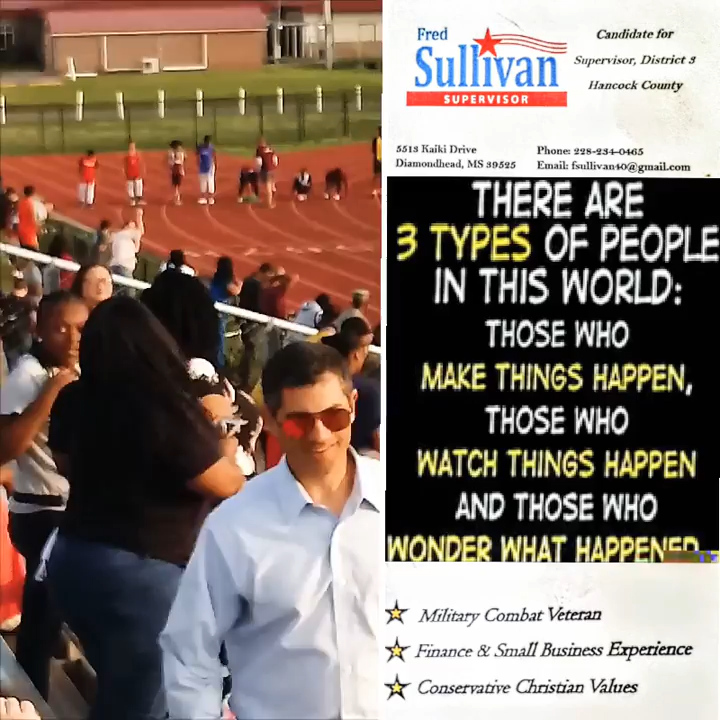 Fred
Sullivan
SUPERVISOR
Candidate for
Supervisor, District 3
Hancock County
5513 Kaiki Drive
Diamondhead, MS 39525
Phone: 228-234-0465
Email: fsullivan40@gmail.com
THERE ARE
3 TYPES OF PEOPLE
IN THIS WORLD:
THOSE WHO
MAKE THINGS HAPPEN,
THOSE WHO
WATCH THINGS HAPPEN
AND THOSE WHO
WONDER WHAT HAPPENED
Military Combat Veteran
Finance & Small Business Experience
Conservative Christian Values